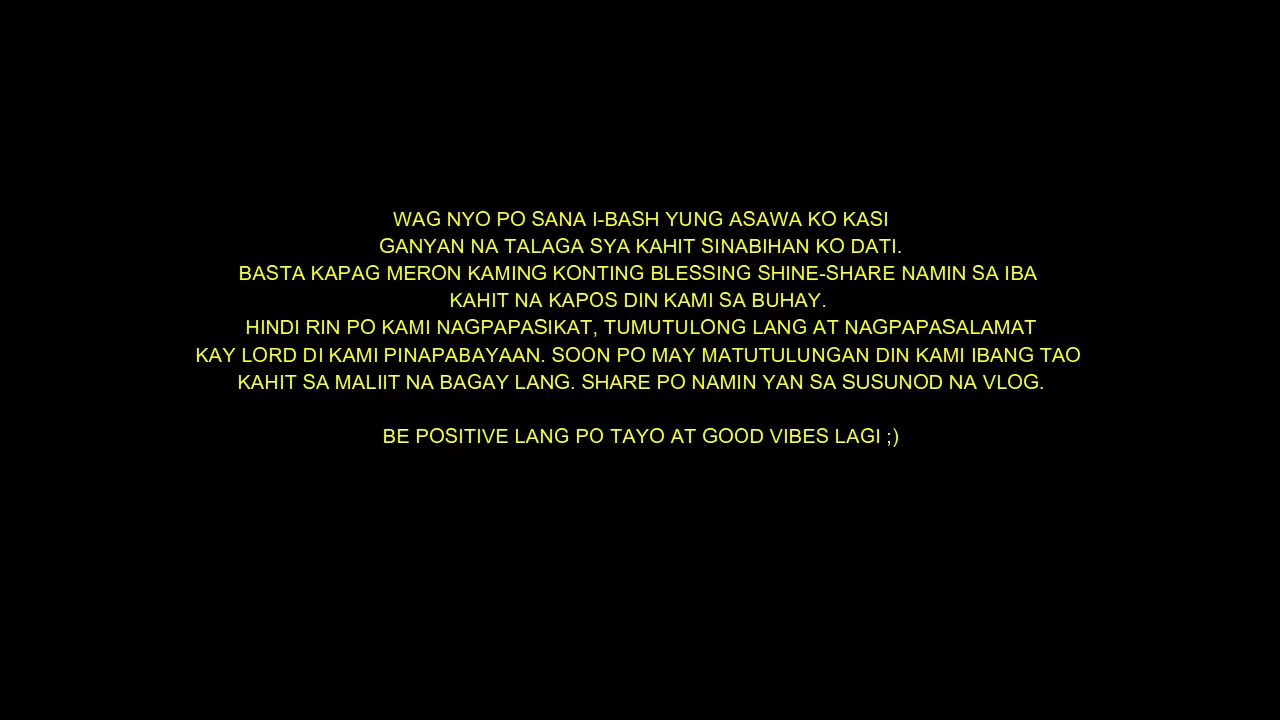 WAG NYO PO SANA I-BASH YUNG ASAWA KO KASI
GANYAN NA TALAGA SYA KAHIT SINABIHAN KO DATI.
BASTA KAPAG MERON KAMING KONTING BLESSING SHINE-SHARE NAMIN SA IBA
KAHIT NA KAPOS DIN KAMI SA BUHAY.
HINDI RIN PO KAMI NAGPAPASIKAT, TUMUTULONG LANG AT NAGPAPASALAMAT
KAY LORD DI KAMI PINAPABAYAAN. SOON PO MAY MATUTULUNGAN DIN KAMI IBANG TAO
KAHIT SA MALIIT NA BAGAY LANG. SHARE PO NAMIN YAN SA SUSUNOD NA VLOG.
BE POSITIVE LANG PO TAYO AT GOOD VIBES LAGI ;)